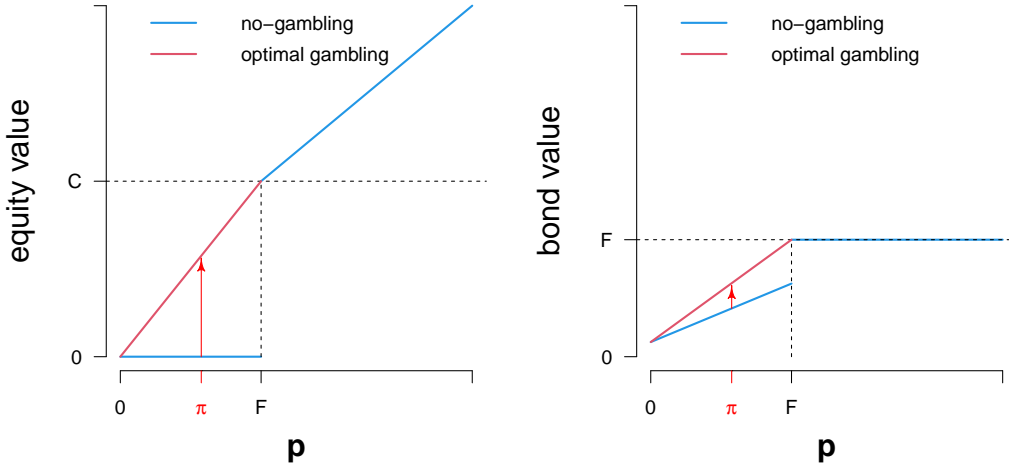 no−gambling
optimal gambling
equity value
C
0
0
π
F
p
no−gambling
optimal gambling
bond value
F
0
0
π
F
p